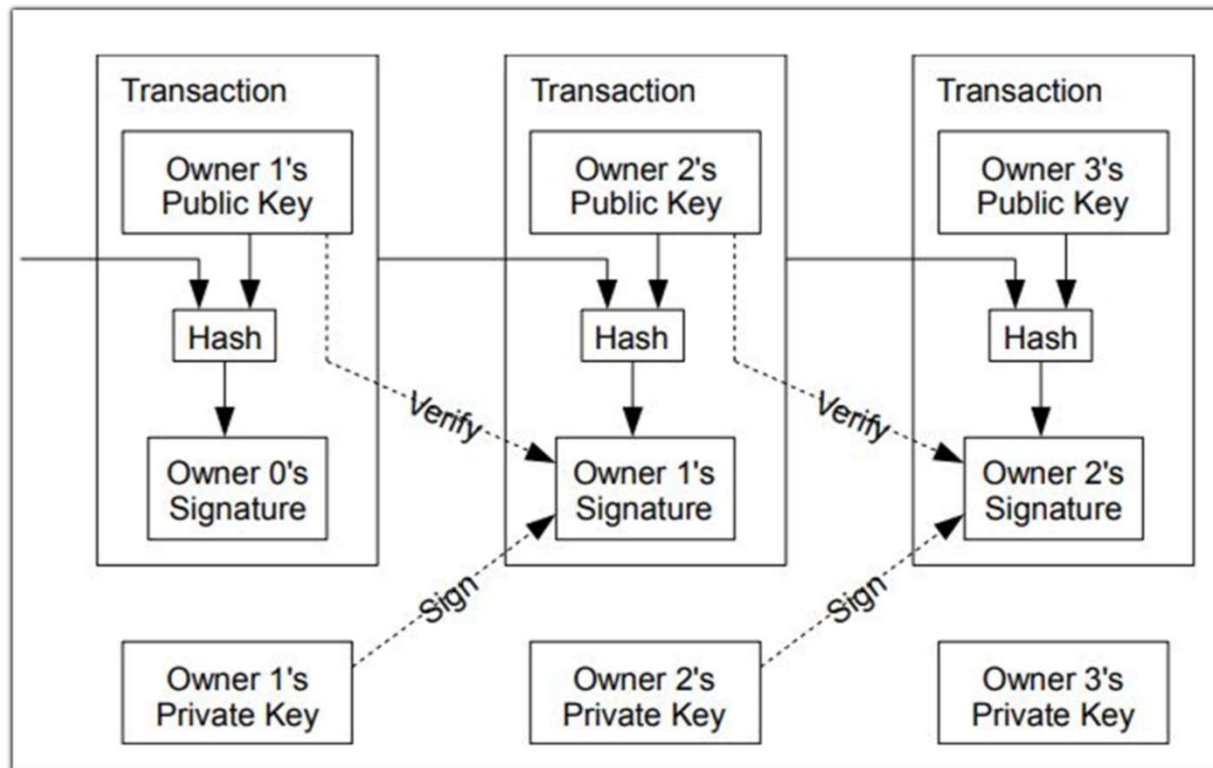 Transaction
Owner 1's
Public Key
Hash
Owner 0's
Signature
Transaction
Owner 2's
Public Key
Hash
Verify
Owner 1's
Signature
Sign
Transaction
Owner 3's
Public Key
Hash
Verify
Owner 2's
Signature
Sign
Owner 1's
Private Key
Owner 2's
Private Key
Owner 3's
Private Key